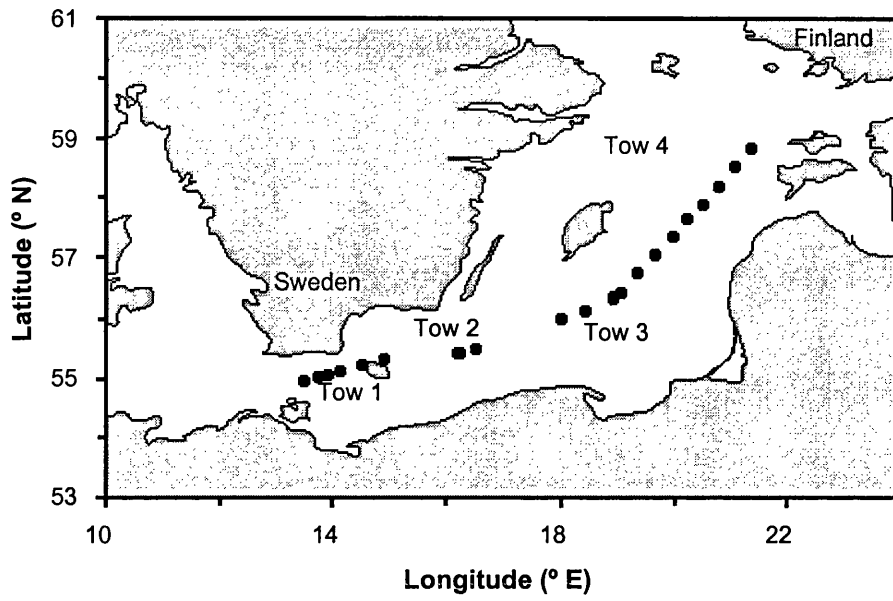 61
Finland
59
Tow 4
57
Sweden
Tow 2
Tow 3
55
Tow 1
53
10
14
18
22
Latitude (º N)
Longitude (º E)